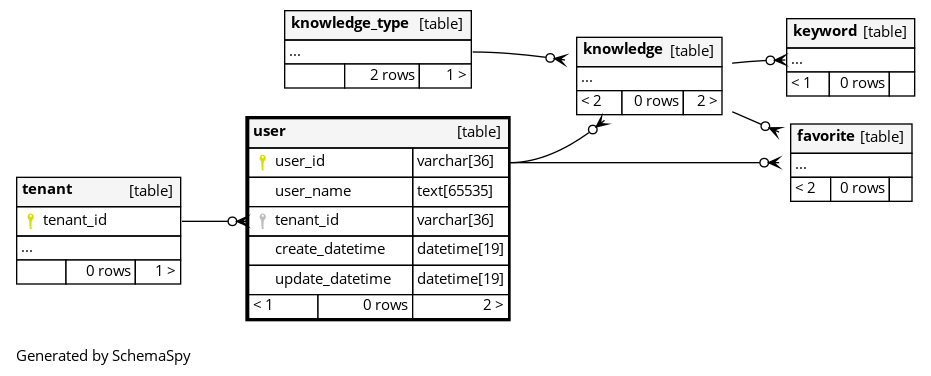 knowledge_type [table]
...
2 rows 1 >
knowledge [table]
...
< 2 0 rows 2 >
keyword [table]
...
< 1 0 rows
favorite [table]
...
< 2 0 rows
user [table]
user_id varchar[36]
user_name text[65535]
tenant_id varchar[36]
create_datetime datetime[19]
update_datetime datetime[19]
< 1 0 rows 2 >
tenant [table]
tenant_id
...
0 rows 1 >
Generated by SchemaSpy